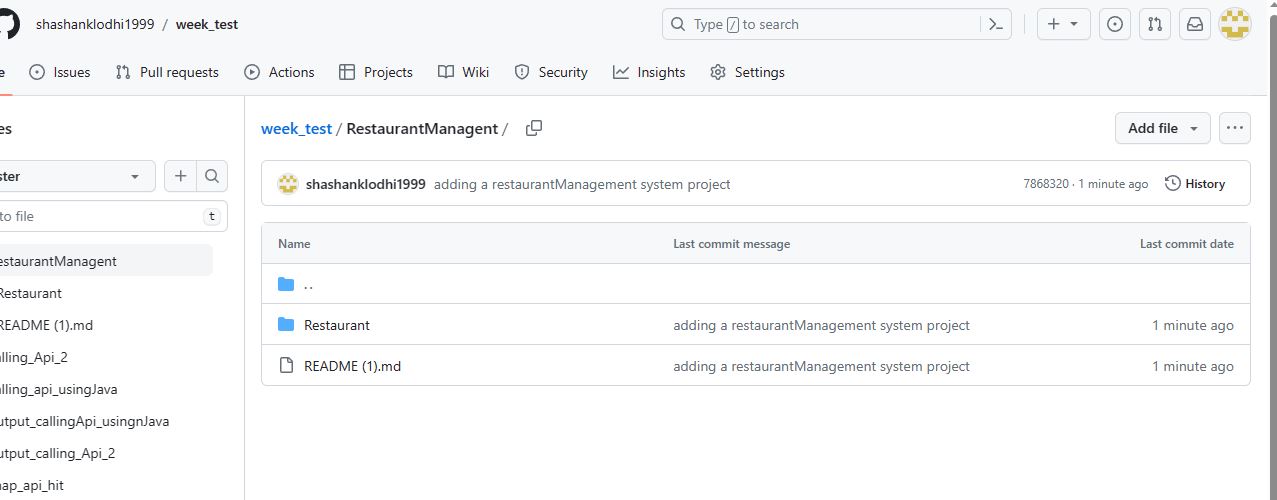 shashanklodhi1999 / week_test
Type / to search
Issues
Pull requests
Actions
Projects
Wiki
Security
Insights
Settings
week_test / RestaurantManagent /
Add file
shashanklodhi1999 adding a restaurantManagement system project
7868320 · 1 minute ago
History
to file
t
estaurantManagent
Restaurant
README (1).md
alling_Api_2
alling_api_usingJava
utput_callingApi_usingnJava
utput_calling_Api_2
nap_api_hit
Name Last commit message Last commit date
..
Restaurant adding a restaurantManagement system project 1 minute ago
README (1).md adding a restaurantManagement system project 1 minute ago